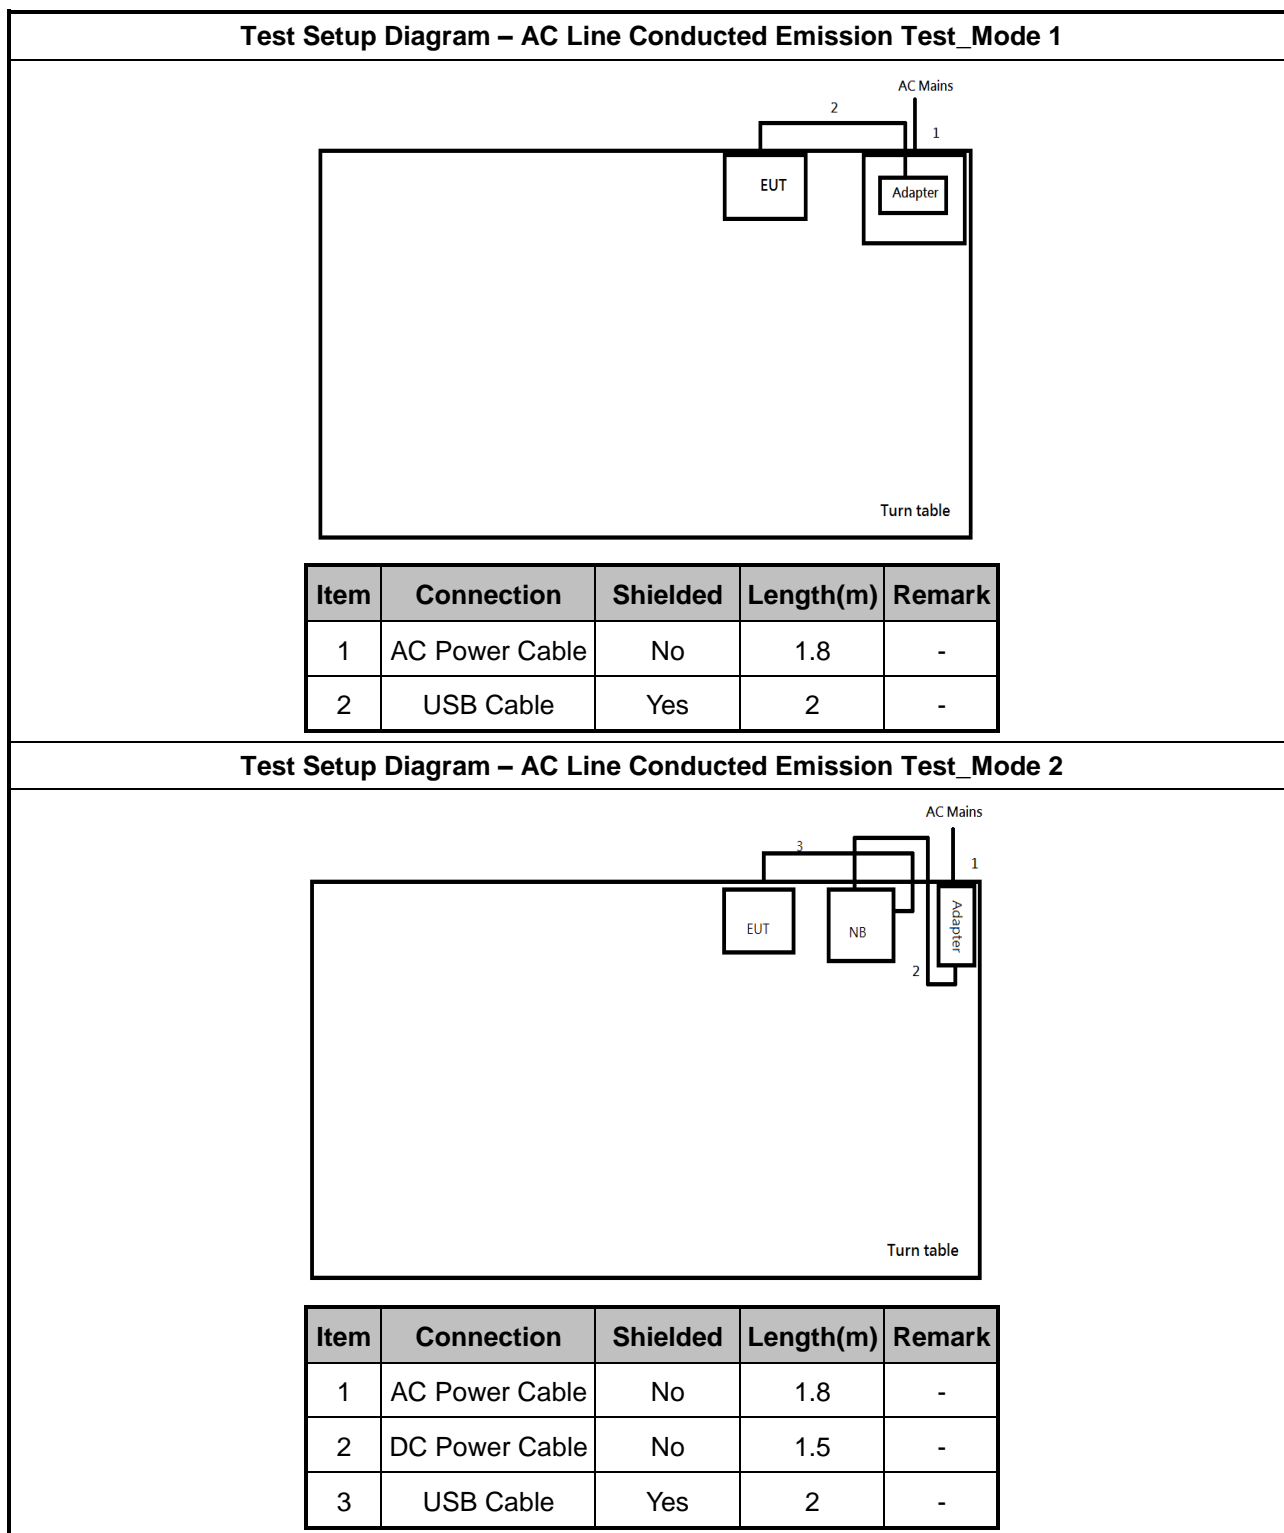 Test Setup Diagram – AC Line Conducted Emission Test_Mode 1
AC Mains
2
1
EUT
Adapter
Turn table
Item Connection Shielded Length(m) Remark
1 AC Power Cable No 1.8 -
2 USB Cable Yes 2 -
Test Setup Diagram – AC Line Conducted Emission Test_Mode 2
AC Mains
3
1
EUT
NB
Adapter
2
Turn table
Item Connection Shielded Length(m) Remark
1 AC Power Cable No 1.8 -
2 DC Power Cable No 1.5 -
3 USB Cable Yes 2 -